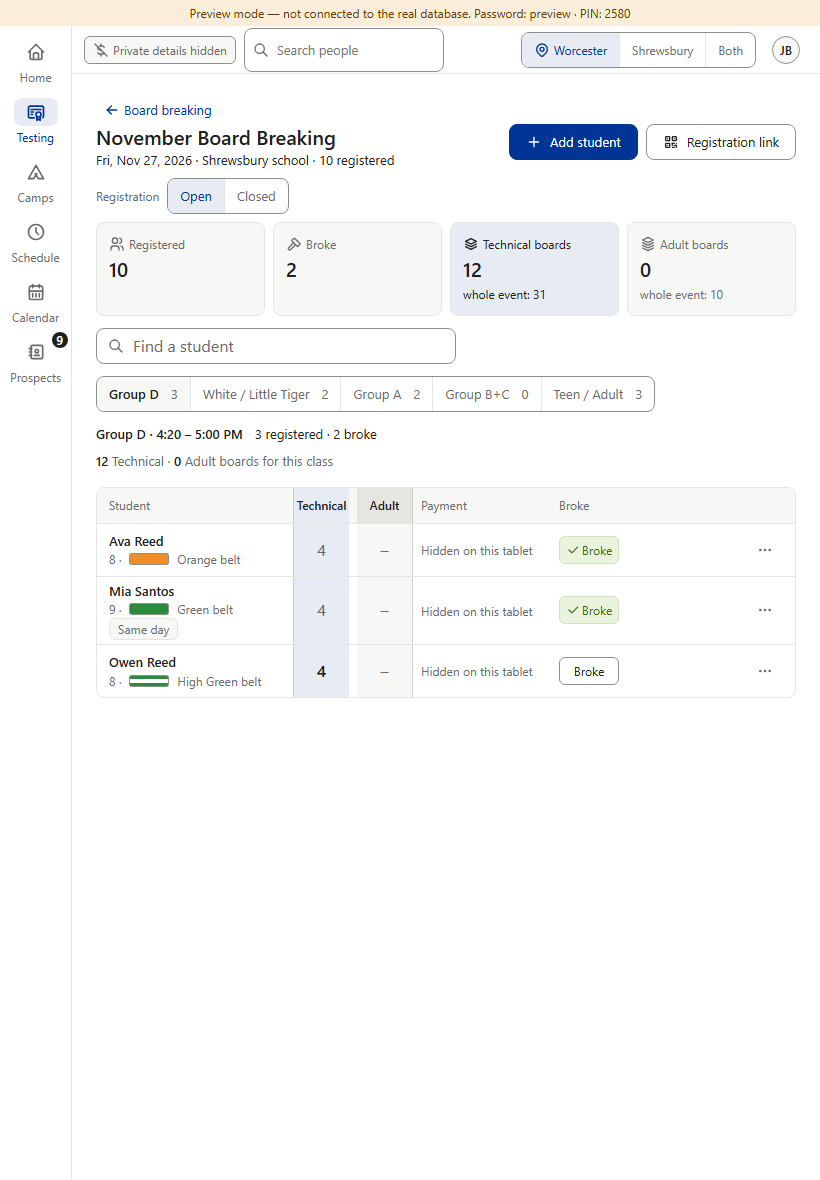 Preview mode — not connected to the real database. Password: preview · PIN: 2580
Private details hidden
Search people
Worcester
Shrewsbury
Both
JB
Home
Testing
Camps
Schedule
Calendar
9
Prospects
Board breaking
November Board Breaking
Fri, Nov 27, 2026 · Shrewsbury school · 10 registered
Add student
Registration link
Registration
Open
Closed
Registered
10
Broke
2
Technical boards
12
whole event: 31
Adult boards
0
whole event: 10
Find a student
Group D 3
White / Little Tiger 2
Group A 2
Group B+C 0
Teen / Adult 3
Group D · 4:20 – 5:00 PM 3 registered · 2 broke
12 Technical · 0 Adult boards for this class
Student Technical Adult Payment Broke
Ava Reed
8 · Orange belt
4 – Hidden on this tablet Broke ···
Mia Santos
9 · Green belt
Same day
4 – Hidden on this tablet Broke ···
Owen Reed
8 · High Green belt
4 – Hidden on this tablet Broke ···